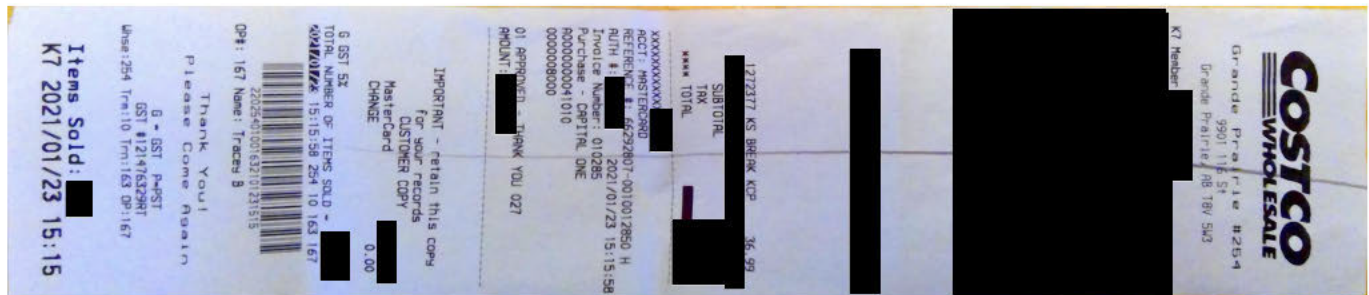 COSTCO
WHOLESALE
Grande Prairie #254
9901 116 St
Grande Prairie, AB T8V 5W3
K7 Member
1272377 KS BREAK KCP 36.99
SUBTOTAL
TAX
**** TOTAL
XXXXXXXXXXXX
ACCT: MASTERCARD
REFERENCE #: 66292807-0010012850 H
AUTH #: 2021/01/23 15:15:58
Invoice Number: 010285
Purchase - CAPITAL ONE
A0000000041010
0000008000
01 APPROVED - THANK YOU 027
AMOUNT:
IMPORTANT - retain this copy
for your records
CUSTOMER COPY
MasterCard
CHANGE 0.00
G GST 5%
TOTAL NUMBER OF ITEMS SOLD =
2021/01/23 15:15:58 254 10 163 167
22025401001632101231515
OP#: 167 Name: Tracey B
Thank You!
Please Come Again
G = GST P=PST
GST #121476329RT
Whse:254 Trm:10 Trn:163 OP:167
Items Sold:
K7 2021/01/23 15:15